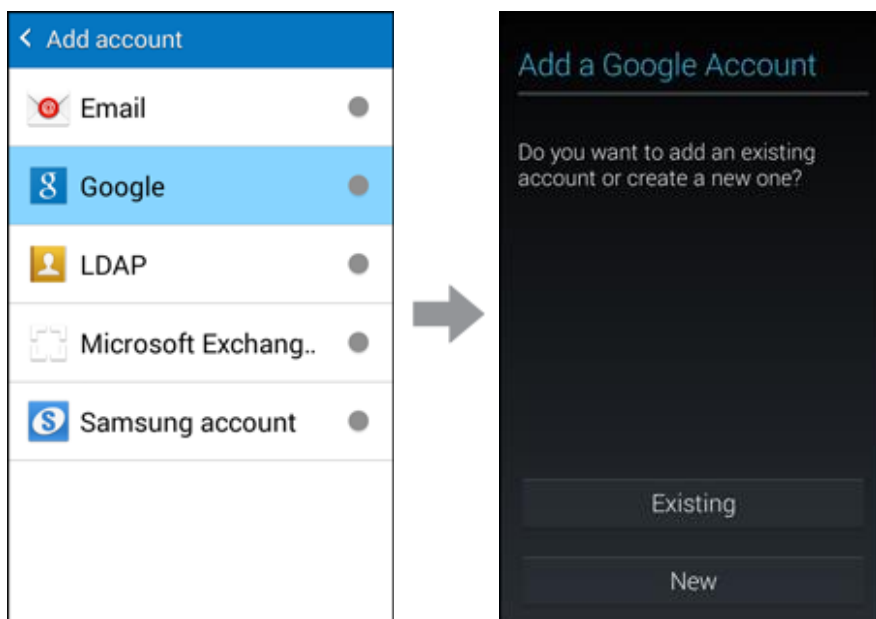 Add account
Email
Google
LDAP
Microsoft Exchang..
Samsung account
Add a Google Account
Do you want to add an existing
account or create a new one?
Existing
New